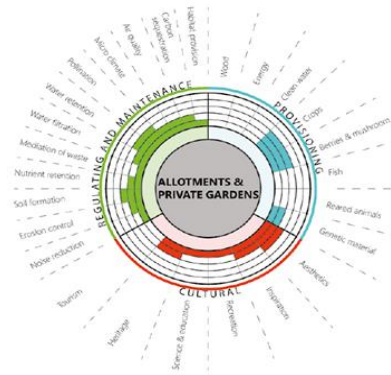 Habitat provision
Carbon
sequestration
Air quality
Micro climate
Pollination
Water retention
Water filtration
Mediation of waste
Nutrient retention
Soil formation
Erosion control
Noise reduction
Wood
Energy
Clean water
Crops
Berries & mushroom
Fish
Reared animals
Genetic material
Aesthetics
Inspiration
Recreation
Science & education
Heritage
Tourism
REGULATING AND MAINTENANCE
PROVISIONING
CULTURAL
ALLOTMENTS &
PRIVATE GARDENS